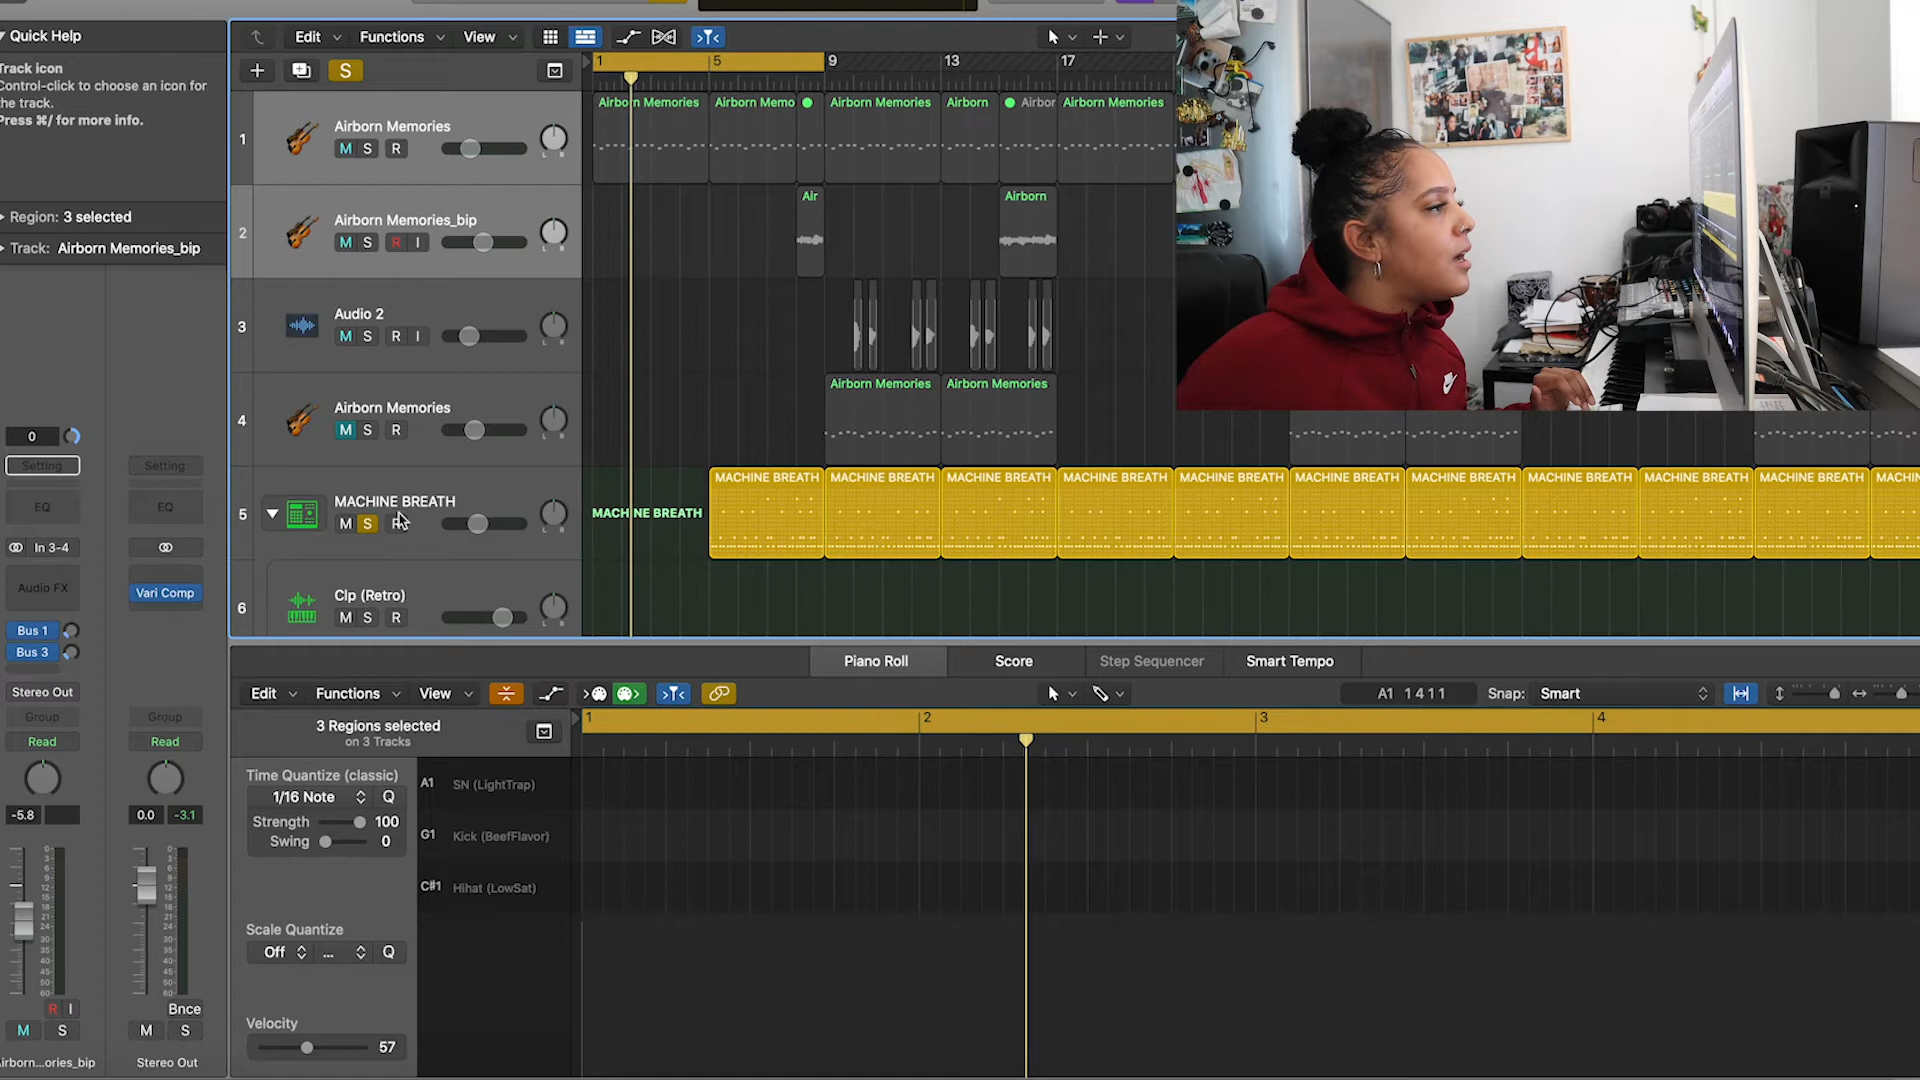 Quick Help
Track icon
Control-click to choose an icon for
the track.
Press ⌘/ for more info.
Region: 3 selected
Track: Airborn Memories_bip
0
Setting
Setting
EQ
EQ
In 3-4
Audio FX
Vari Comp
Bus 1
Bus 3
Stereo Out
Group
Group
Read
Read
-5.8
0.0
-3.1
R I
Bnce
M S
M S
irborn...ories_bip
Stereo Out
Edit
Functions
View
S
1
5
9
13
17
1
Airborn Memories
M S R
L R
Airborn Memories
Airborn Memo
Airborn Memories
Airborn
Airbor
Airborn Memories
2
Airborn Memories_bip
M S R I
L R
Air
Airborn
3
Audio 2
M S R I
L R
4
Airborn Memories
M S R
L R
Airborn Memories
Airborn Memories
5
MACHINE BREATH
M S R
L R
MACHINE BREATH
MACHINE BREATH
MACHINE BREATH
MACHINE BREATH
MACHINE BREATH
MACHINE BREATH
MACHINE BREATH
MACHINE BREATH
MACHINE BREATH
MACHINE BREATH
MACHINE BREATH
MACHIN
6
Clp (Retro)
M S R
L R
Piano Roll
Score
Step Sequencer
Smart Tempo
Edit
Functions
View
A1 1 4 1 1
Snap:
Smart
3 Regions selected
on 3 Tracks
1
2
3
4
Time Quantize (classic)
1/16 Note
Q
Strength
100
Swing
0
A1 SN (LightTrap)
G1 Kick (BeefFlavor)
C#1 Hihat (LowSat)
Scale Quantize
Off
...
Q
Velocity
57